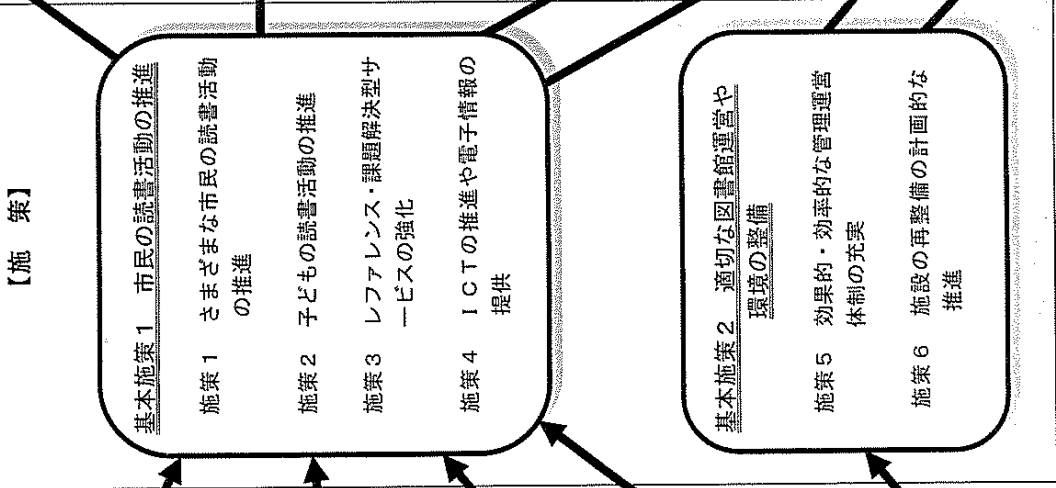 【施　策】
基本施策１　市民の読書活動の推進
施策１　さまざまな市民の読書活動
の推進
施策２　子どもの読書活動の推進
施策３　レファレンス・課題解決型サ
ービスの強化
施策４　ＩＣＴの推進や電子情報の
提供
基本施策２　適切な図書館運営や
環境の整備
施策５　効果的・効率的な管理運営
体制の充実
施策６　施設の再整備の計画的な
推進